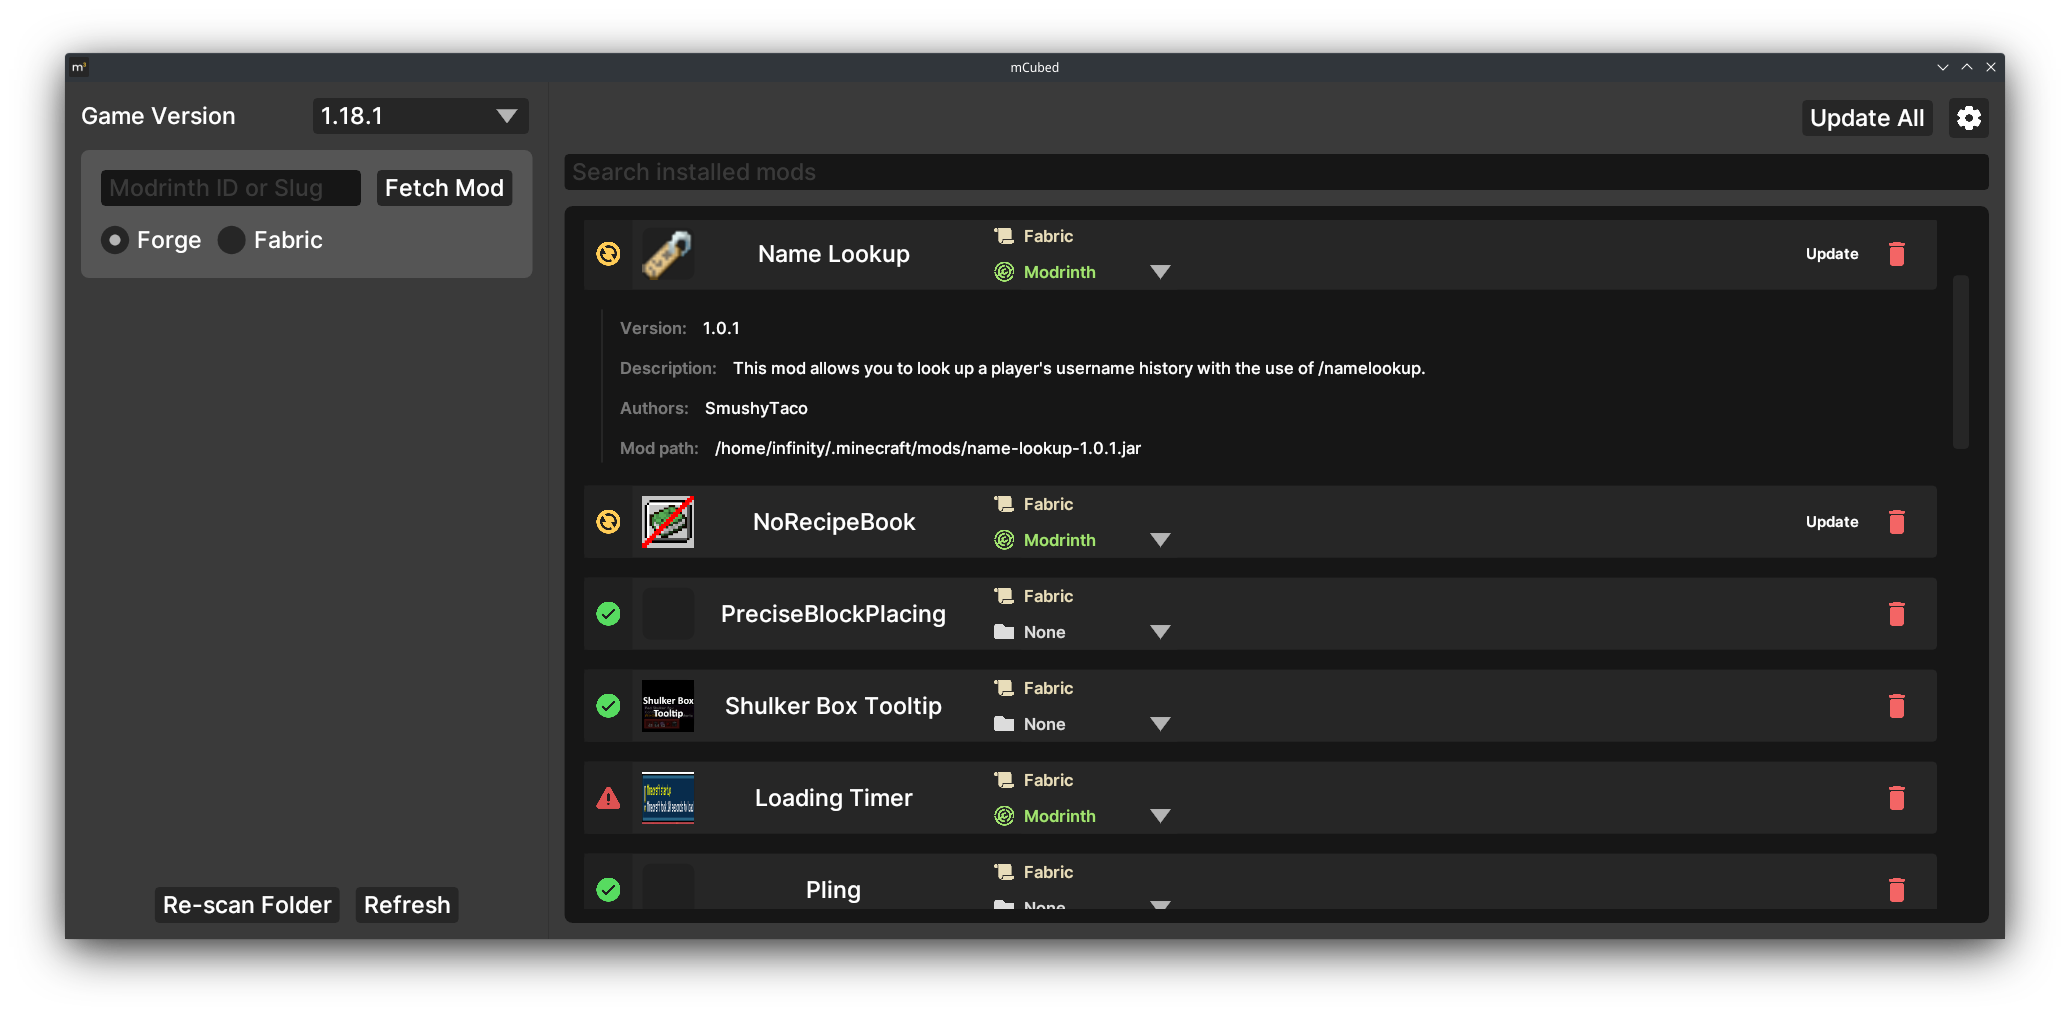 m³
mCubed
Game Version
1.18.1
Modrinth ID or Slug
Fetch Mod
Forge
Fabric
Re-scan Folder
Refresh
Update All
Search installed mods
Name Lookup
Fabric
Modrinth
Update
Version: 1.0.1
Description: This mod allows you to look up a player's username history with the use of /namelookup.
Authors: SmushyTaco
Mod path: /home/infinity/.minecraft/mods/name-lookup-1.0.1.jar
NoRecipeBook
Fabric
Modrinth
Update
PreciseBlockPlacing
Fabric
None
Shulker Box
Tooltip
Shulker Box Tooltip
Fabric
None
Loading Timer
Fabric
Modrinth
Pling
Fabric
None